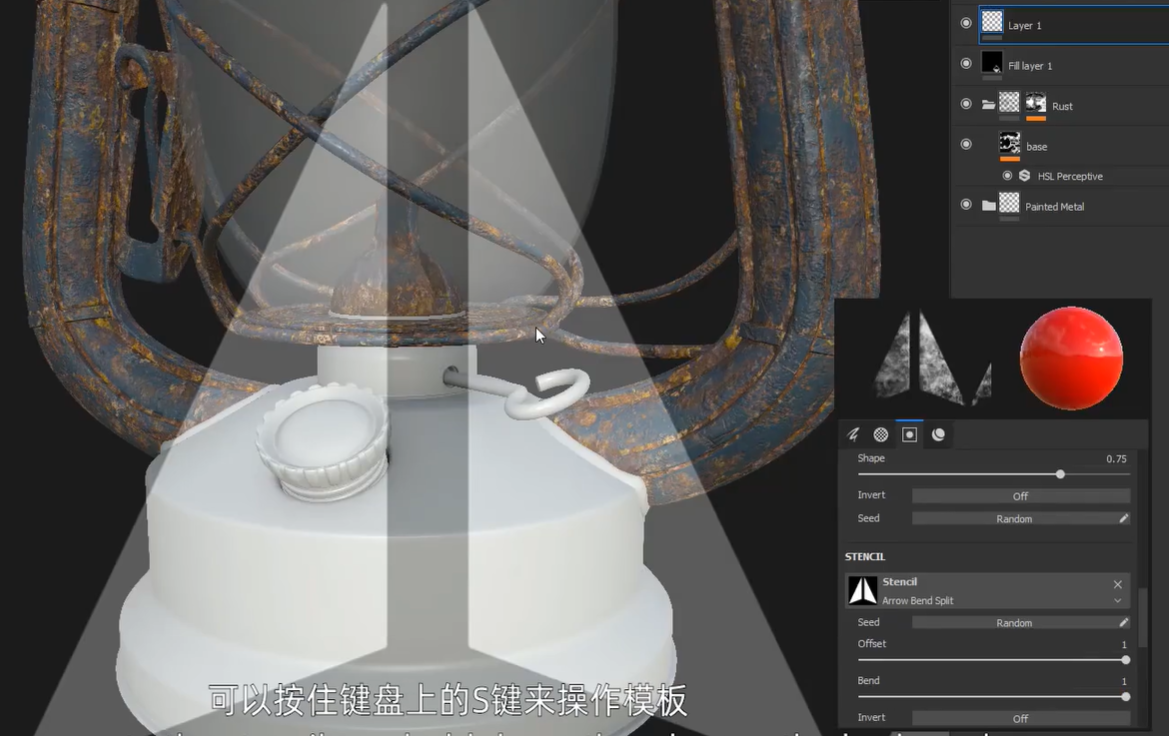 Layer 1
Fill layer 1
Rust
base
HSL Perceptive
Painted Metal
Shape 0.75
Invert Off
Seed Random
STENCIL
Stencil
Arrow Bend Split
Seed Random
Offset 1
Bend 1
Invert Off
可以按住键盘上的S键来操作模板